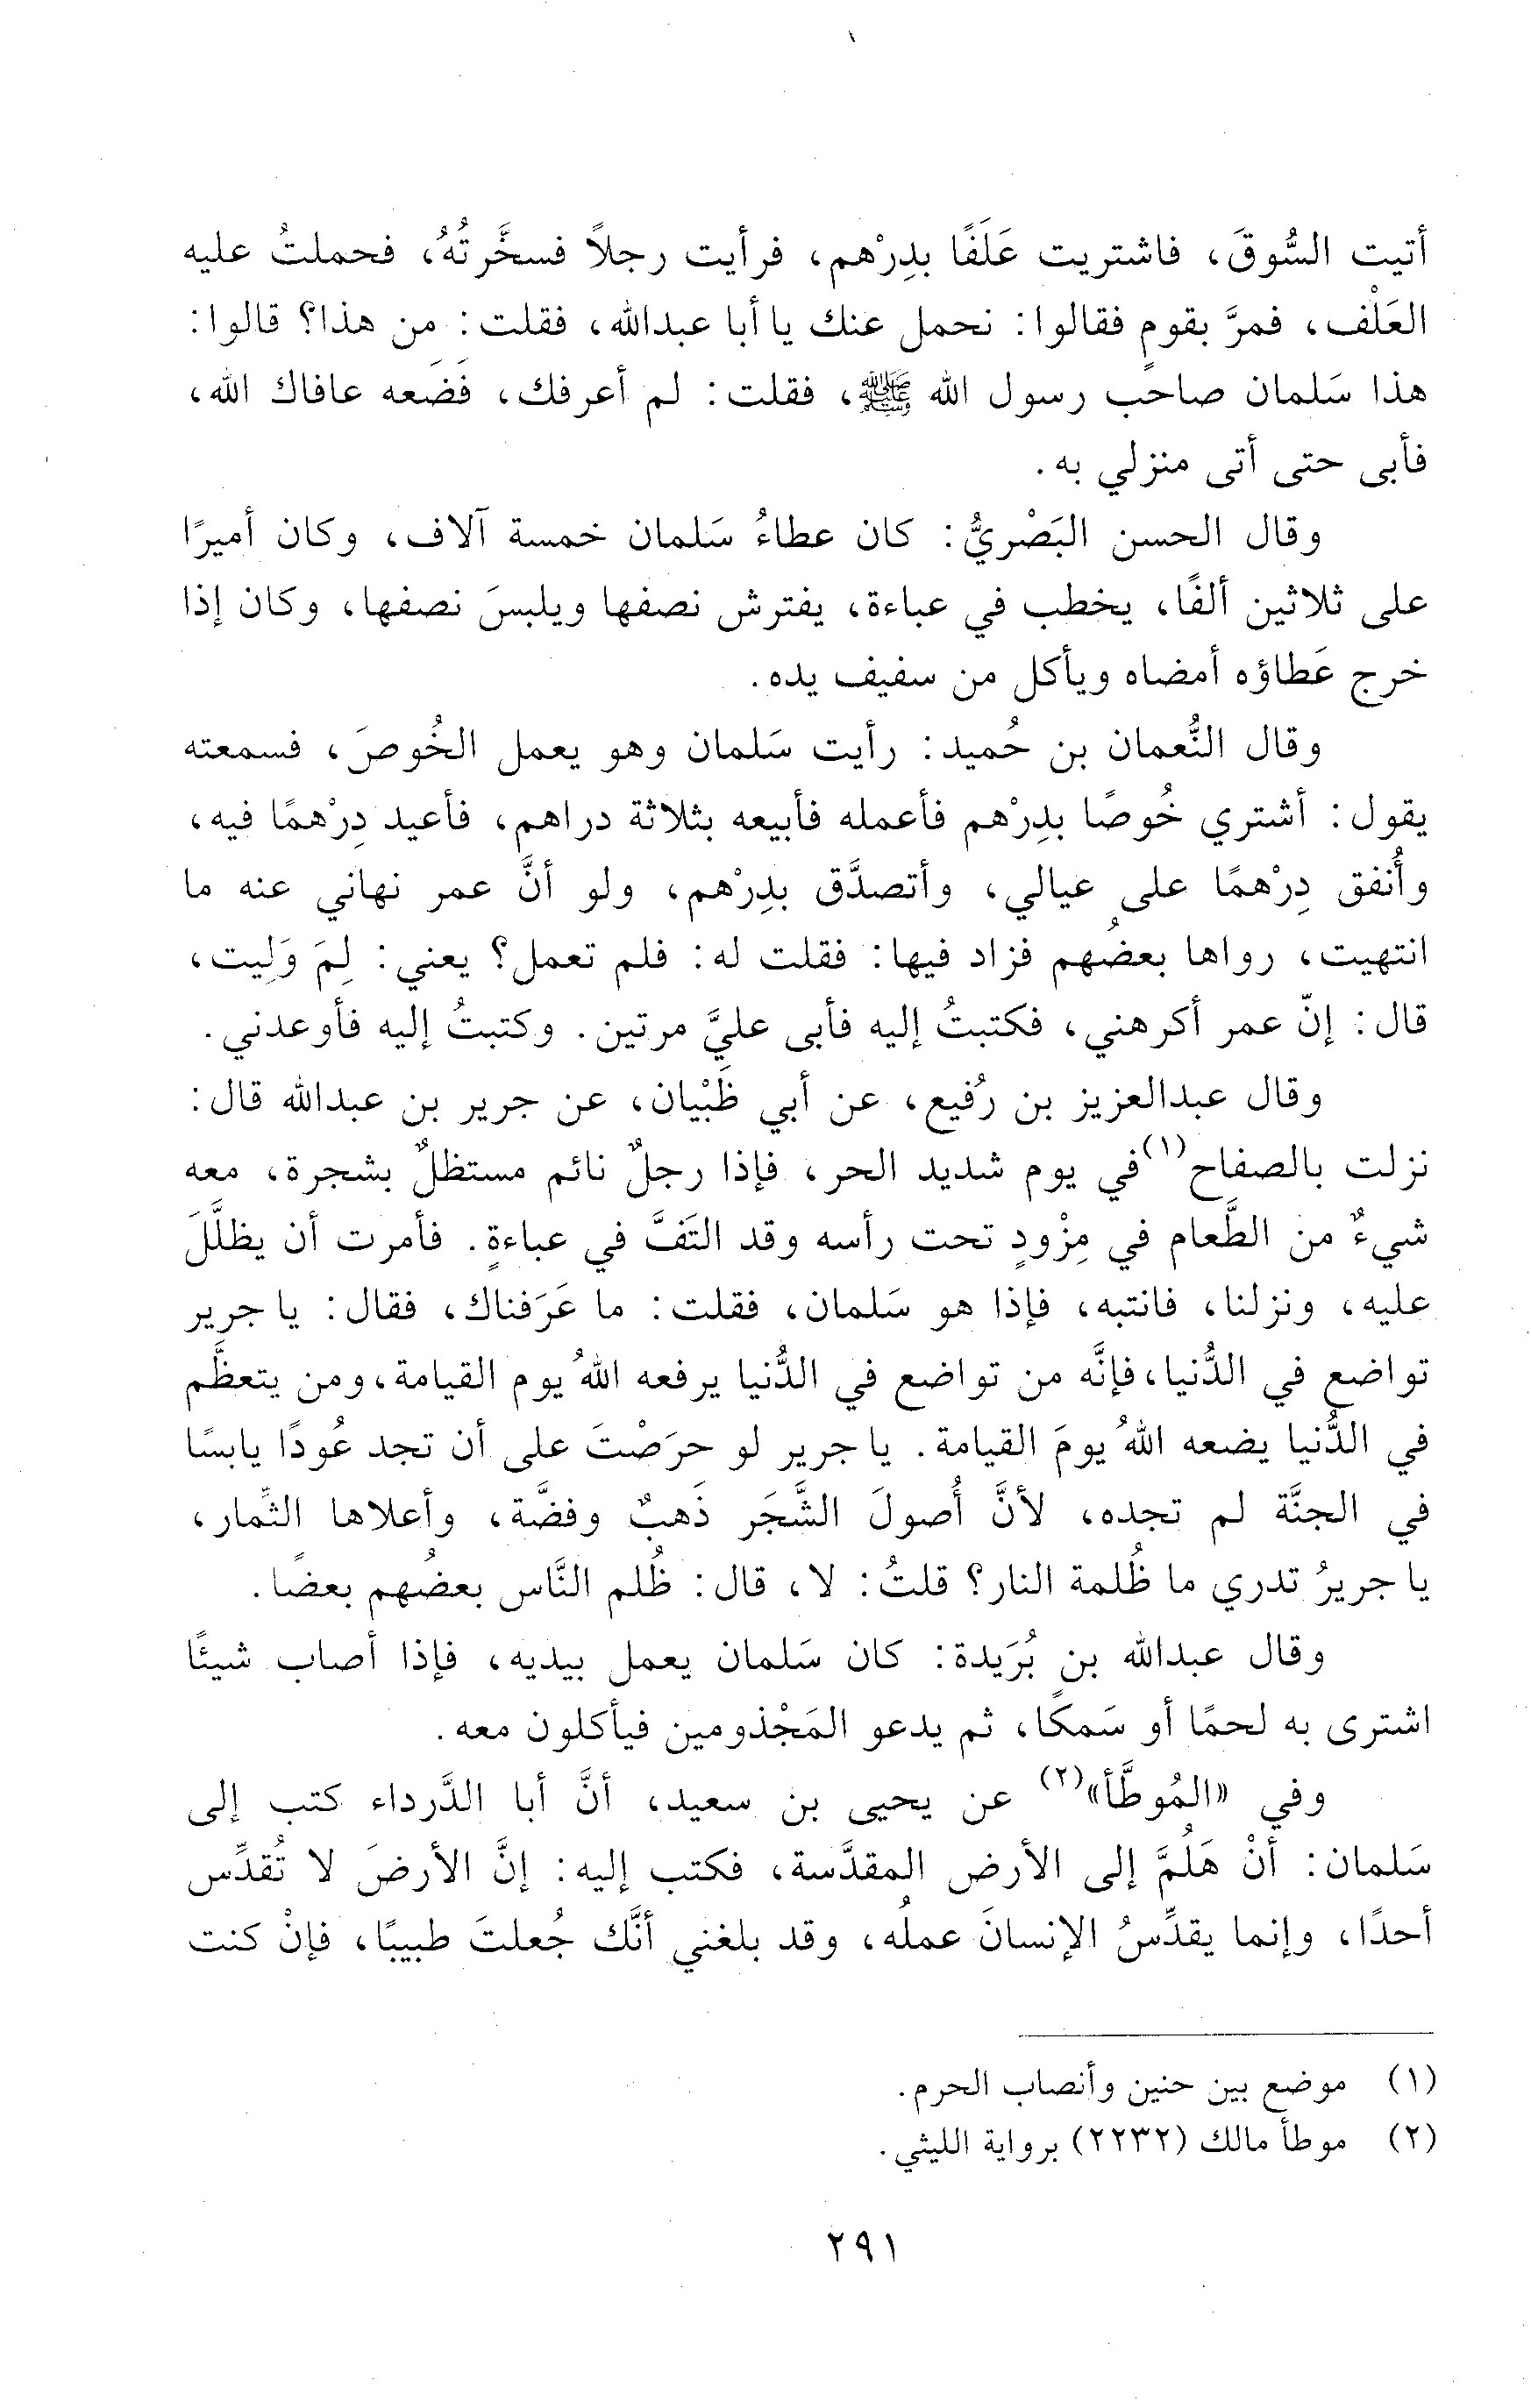 أتيت السُّوقَ، فاشتريت عَلَفًا بدِرْهم، فرأيت رجلاً فسخَّرتُهُ، فحملتُ عليه
العَلْف، فمرَّ بقومٍ فقالوا: نحمل عنك يا أبا عبدالله، فقلت: من هذا؟ قالوا:
هذا سَلمان صاحب رسول الله ﷺ، فقلت: لم أعرفك، فَضَعه عافاك الله،
فأبى حتى أتى منزلي به.
وقال الحسن البَصْريُّ: كان عطاءُ سَلمان خمسة آلاف، وكان أميرًا
على ثلاثين ألفًا، يخطب في عباءة، يفترش نصفها ويلبسَ نصفها، وكان إذا
خرج عَطاؤه أمضاه ويأكل من سفيف يده.
وقال النُّعمان بن حُميد: رأيت سَلمان وهو يعمل الخُوصَ، فسمعته
يقول: أشتري خُوصًا بدِرْهم فأعمله فأبيعه بثلاثة دراهم، فأعيد دِرْهمًا فيه،
وأُنفق دِرْهمًا على عيالي، وأتصدَّق بدِرْهم، ولو أنَّ عمر نهاني عنه ما
انتهيت، رواها بعضُهم فزاد فيها: فقلت له: فلم تعمل؟ يعني: لِمَ وَلِيت،
قال: إنّ عمر أكرهني، فكتبتُ إليه فأبى عليَّ مرتين. وكتبتُ إليه فأوعدني.
وقال عبدالعزيز بن رُفيع، عن أبي ظَبْيان، عن جرير بن عبدالله قال:
نزلت بالصفاح(١) في يوم شديد الحر، فإذا رجلٌ نائم مستظلٌ بشجرة، معه
شيءٌ من الطَّعام في مِزْودٍ تحت رأسه وقد التَفَّ في عباءةٍ. فأمرت أن يظلَّلَ
عليه، ونزلنا، فانتبه، فإذا هو سَلمان، فقلت: ما عَرَفناك، فقال: يا جرير
تواضع في الدُّنيا، فإنَّه من تواضع في الدُّنيا يرفعه اللهُ يوم القيامة، ومن يتعظَّم
في الدُّنيا يضعه اللهُ يومَ القيامة. يا جرير لو حرَصْتَ على أن تجد عُودًا يابسًا
في الجنَّة لم تجده، لأنَّ أُصولَ الشَّجَر ذَهبٌ وفضَّة، وأعلاها الثِّمار،
يا جريرُ تدري ما ظُلمة النار؟ قلتُ: لا، قال: ظُلم النَّاس بعضُهم بعضًا.
وقال عبدالله بن بُرَيدة: كان سَلمان يعمل بيديه، فإذا أصاب شيئًا
اشترى به لحمًا أو سَمكًا، ثم يدعو المَجْذومين فيأكلون معه.
وفي «المُوطَّأ»(٢) عن يحيى بن سعيد، أنَّ أبا الدَّرداء كتب إلى
سَلمان: أنْ هَلُمَّ إلى الأرض المقدَّسة، فكتب إليه: إنَّ الأرضَ لا تُقدِّس
أحدًا، وإنما يقدِّسُ الإنسانَ عملُه، وقد بلغني أنَّك جُعلتَ طبيبًا، فإنْ كنت
(١) موضع بين حنين وأنصاب الحرم.
(٢) موطأ مالك (٢٢٣٢) برواية الليثي.
٢٩١